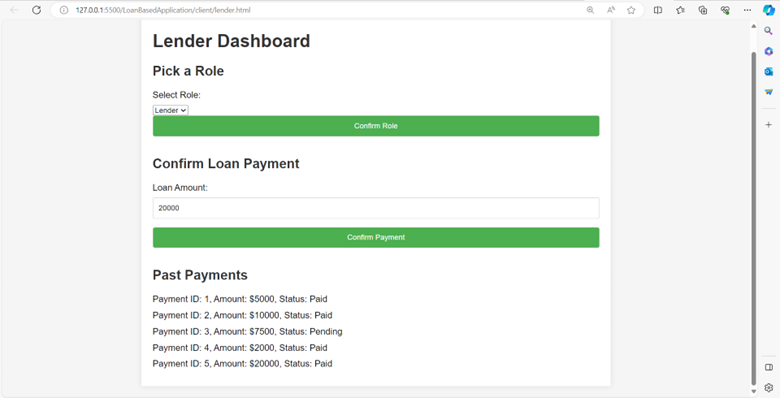 127.0.0.1:5500/LoanBasedApplication/client/lender.html
Lender Dashboard
Pick a Role
Select Role:
Lender
Confirm Role
Confirm Loan Payment
Loan Amount:
20000
Confirm Payment
Past Payments
Payment ID: 1, Amount: $5000, Status: Paid
Payment ID: 2, Amount: $10000, Status: Paid
Payment ID: 3, Amount: $7500, Status: Pending
Payment ID: 4, Amount: $2000, Status: Paid
Payment ID: 5, Amount: $20000, Status: Paid